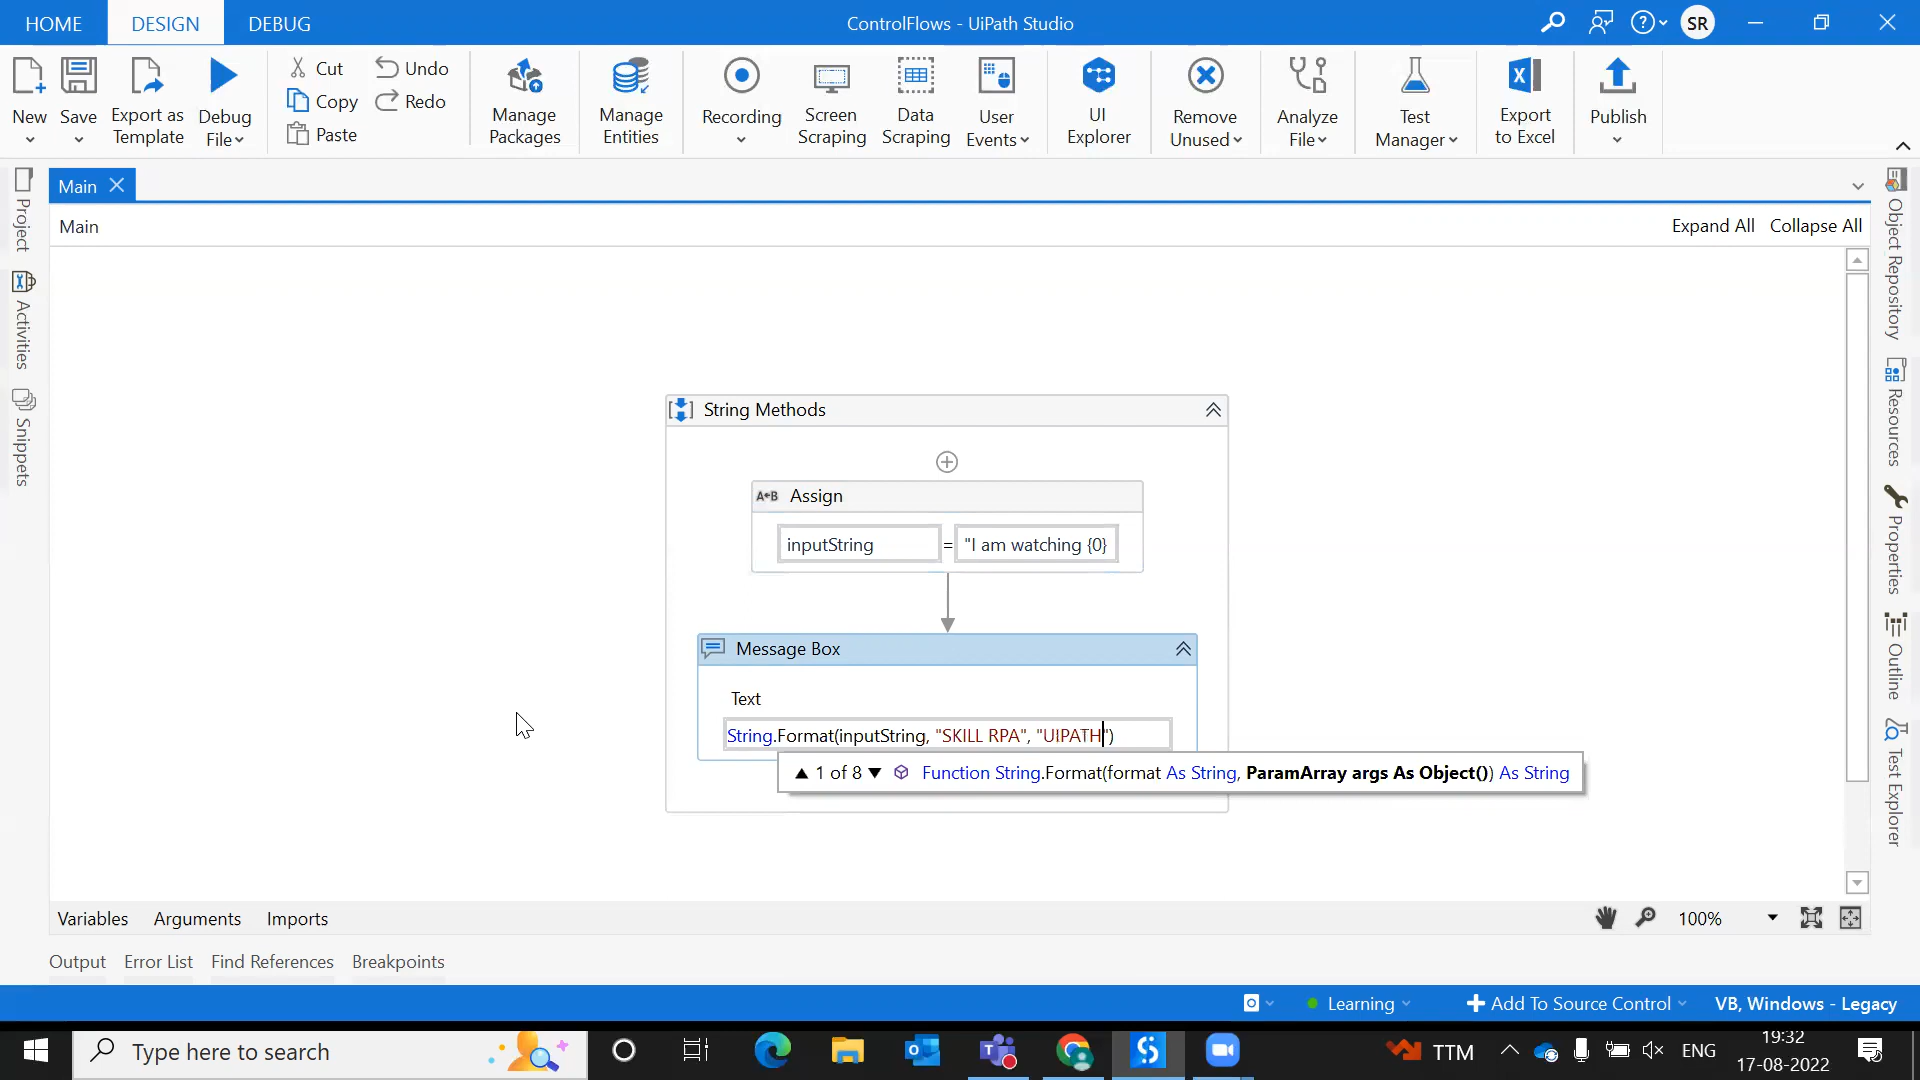 HOME DESIGN DEBUG ControlFlows - UiPath Studio SR
New Save Export as Template Debug File Cut Copy Paste Undo Redo Manage Packages Manage Entities Recording Screen Scraping Data Scraping User Events UI Explorer Remove Unused Analyze File Test Manager Export to Excel Publish
Main
Main Expand All Collapse All
Project
Activities
Snippets
String Methods
A B Assign
inputString = "I am watching {0}
Message Box
Text
String.Format(inputString, "SKILL RPA", "UIPATH")
1 of 8 Function String.Format(format As String, ParamArray args As Object()) As String
Object Repository
Resources
Properties
Outline
Test Explorer
Variables Arguments Imports 100%
Output Error List Find References Breakpoints
Learning Add To Source Control VB, Windows - Legacy
Type here to search TTM ENG 19:32
17-08-2022